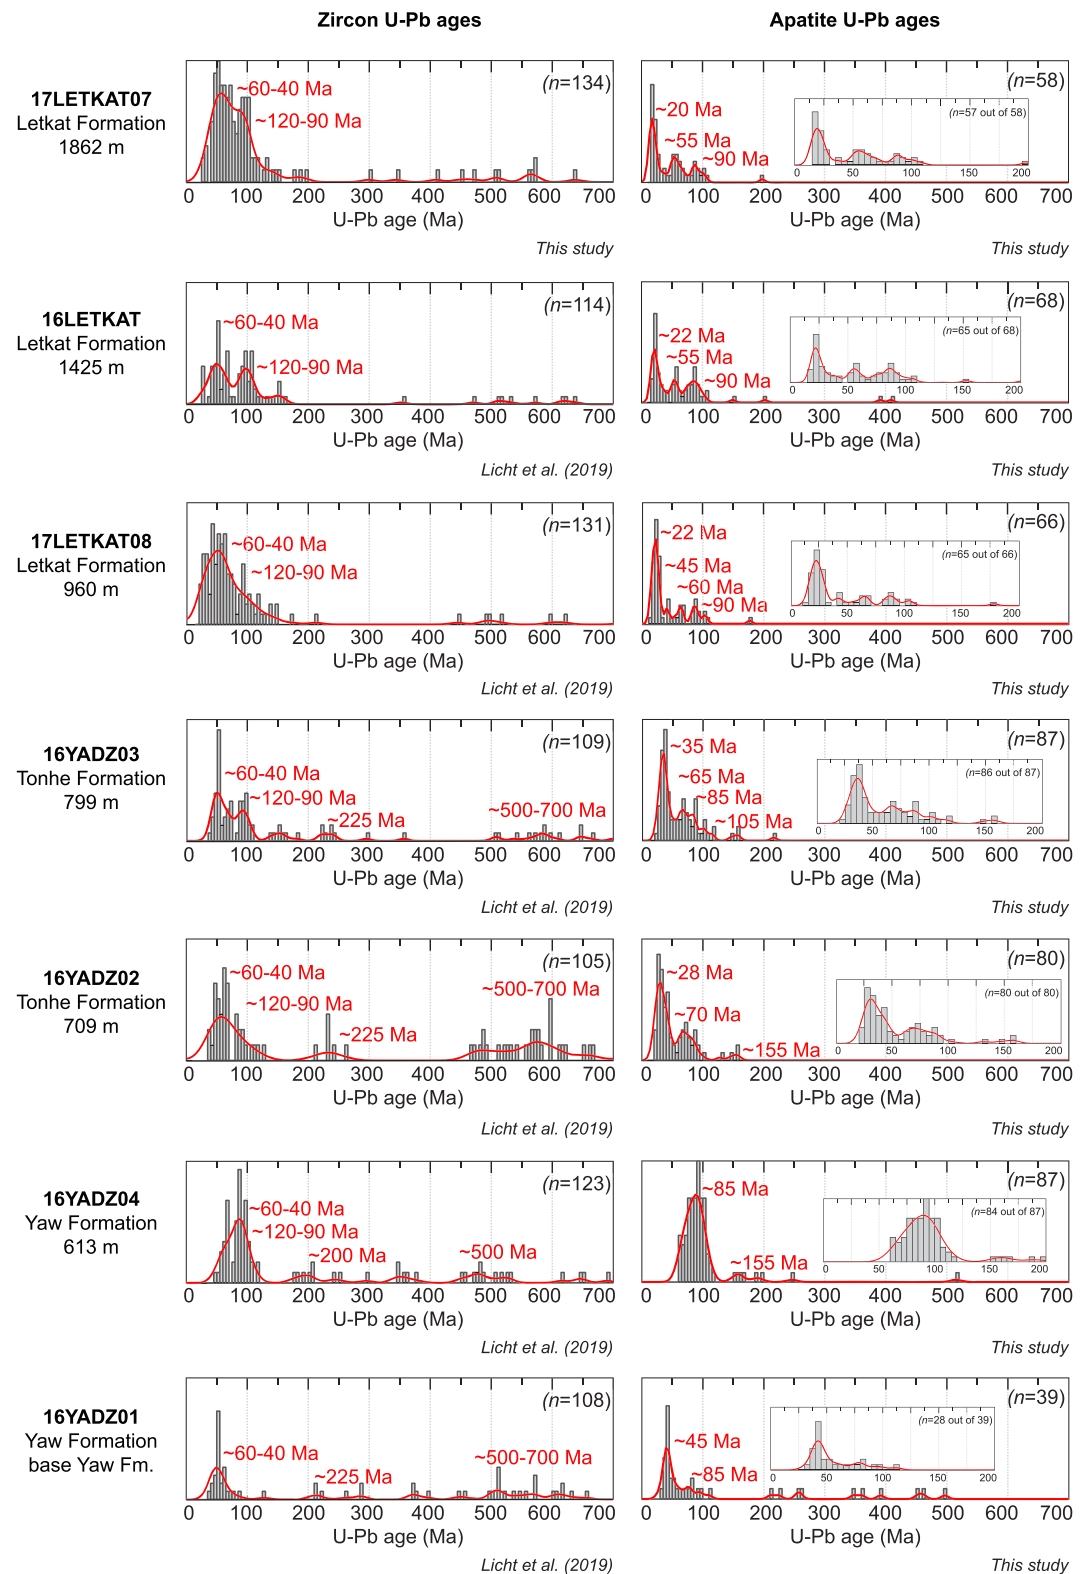 Zircon U-Pb ages
Apatite U-Pb ages
17LETKAT07
Letkat Formation
1862 m
(n=134)
~60-40 Ma
~120-90 Ma
0 100 200 300 400 500 600 700
U-Pb age (Ma)
This study
(n=58)
~20 Ma
~55 Ma
~90 Ma
(n=57 out of 58)
0 50 100 150 200
0 100 200 300 400 500 600 700
U-Pb age (Ma)
This study
16LETKAT
Letkat Formation
1425 m
(n=114)
~60-40 Ma
~120-90 Ma
0 100 200 300 400 500 600 700
U-Pb age (Ma)
Licht et al. (2019)
(n=68)
~22 Ma
~55 Ma
~90 Ma
(n=65 out of 68)
0 50 100 150 200
0 100 200 300 400 500 600 700
U-Pb age (Ma)
This study
17LETKAT08
Letkat Formation
960 m
(n=131)
~60-40 Ma
~120-90 Ma
0 100 200 300 400 500 600 700
U-Pb age (Ma)
Licht et al. (2019)
(n=66)
~22 Ma
~45 Ma
~60 Ma
~90 Ma
(n=65 out of 66)
0 50 100 150 200
0 100 200 300 400 500 600 700
U-Pb age (Ma)
This study
16YADZ03
Tonhe Formation
799 m
(n=109)
~60-40 Ma
~120-90 Ma
~225 Ma
~500-700 Ma
0 100 200 300 400 500 600 700
U-Pb age (Ma)
Licht et al. (2019)
(n=87)
~35 Ma
~65 Ma
~85 Ma
~105 Ma
(n=86 out of 87)
0 50 100 150 200
0 100 200 300 400 500 600 700
U-Pb age (Ma)
This study
16YADZ02
Tonhe Formation
709 m
(n=105)
~60-40 Ma
~500-700 Ma
~120-90 Ma
~225 Ma
0 100 200 300 400 500 600 700
U-Pb age (Ma)
Licht et al. (2019)
(n=80)
~28 Ma
~70 Ma
~155 Ma
(n=80 out of 80)
0 50 100 150 200
0 100 200 300 400 500 600 700
U-Pb age (Ma)
This study
16YADZ04
Yaw Formation
613 m
(n=123)
~60-40 Ma
~120-90 Ma
~200 Ma
~500 Ma
0 100 200 300 400 500 600 700
U-Pb age (Ma)
Licht et al. (2019)
(n=87)
~85 Ma
~155 Ma
(n=84 out of 87)
0 50 100 150 200
0 100 200 300 400 500 600 700
U-Pb age (Ma)
This study
16YADZ01
Yaw Formation
base Yaw Fm.
(n=108)
~60-40 Ma
~225 Ma
~500-700 Ma
0 100 200 300 400 500 600 700
U-Pb age (Ma)
Licht et al. (2019)
(n=39)
~45 Ma
~85 Ma
(n=28 out of 39)
0 50 100 150 200
0 100 200 300 400 500 600 700
U-Pb age (Ma)
This study